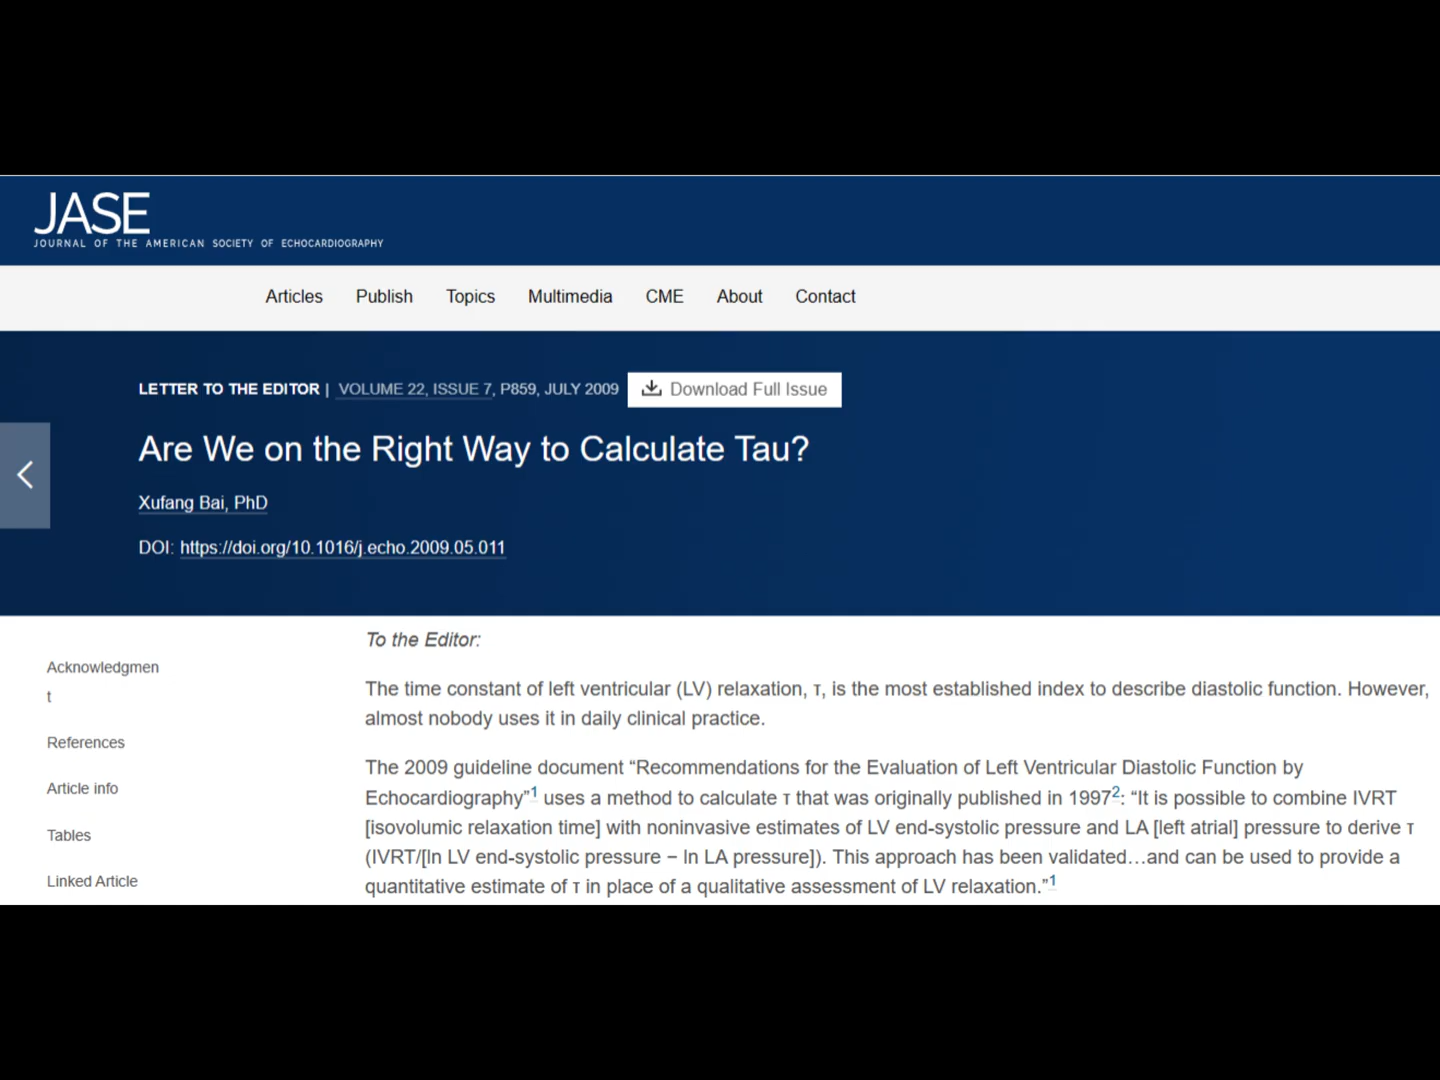 JASE
JOURNAL OF THE AMERICAN SOCIETY OF ECHOCARDIOGRAPHY
Articles Publish Topics Multimedia CME About Contact
LETTER TO THE EDITOR | VOLUME 22, ISSUE 7, P859, JULY 2009 Download Full Issue
Are We on the Right Way to Calculate Tau?
Xufang Bai, PhD
DOI: https://doi.org/10.1016/j.echo.2009.05.011
Acknowledgmen
t
References
Article info
Tables
Linked Article
To the Editor:
The time constant of left ventricular (LV) relaxation, τ, is the most established index to describe diastolic function. However,
almost nobody uses it in daily clinical practice.
The 2009 guideline document “Recommendations for the Evaluation of Left Ventricular Diastolic Function by
Echocardiography”1 uses a method to calculate τ that was originally published in 19972: “It is possible to combine IVRT
[isovolumic relaxation time] with noninvasive estimates of LV end-systolic pressure and LA [left atrial] pressure to derive τ
(IVRT/[ln LV end-systolic pressure − ln LA pressure]). This approach has been validated…and can be used to provide a
quantitative estimate of τ in place of a qualitative assessment of LV relaxation.”1